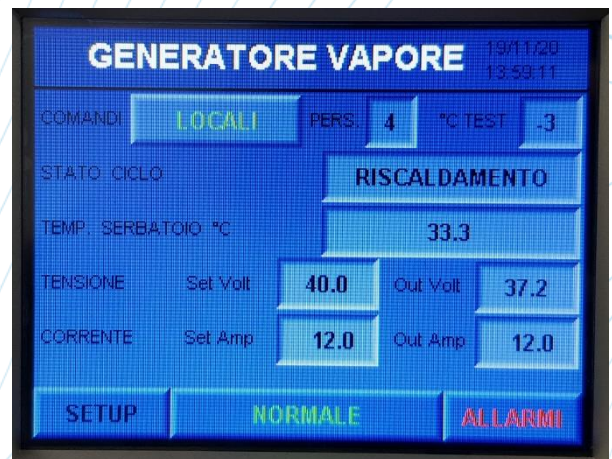 GENERATORE VAPORE 19/11/20
13:59:11
COMANDI LOCALI PERS. 4 °C TEST -3
STATO CICLO RISCALDAMENTO
TEMP. SERBATOIO °C 33.3
TENSIONE Set Volt 40.0 Out Volt 37.2
CORRENTE Set Amp 12.0 Out Amp 12.0
SETUP NORMALE ALLARMI